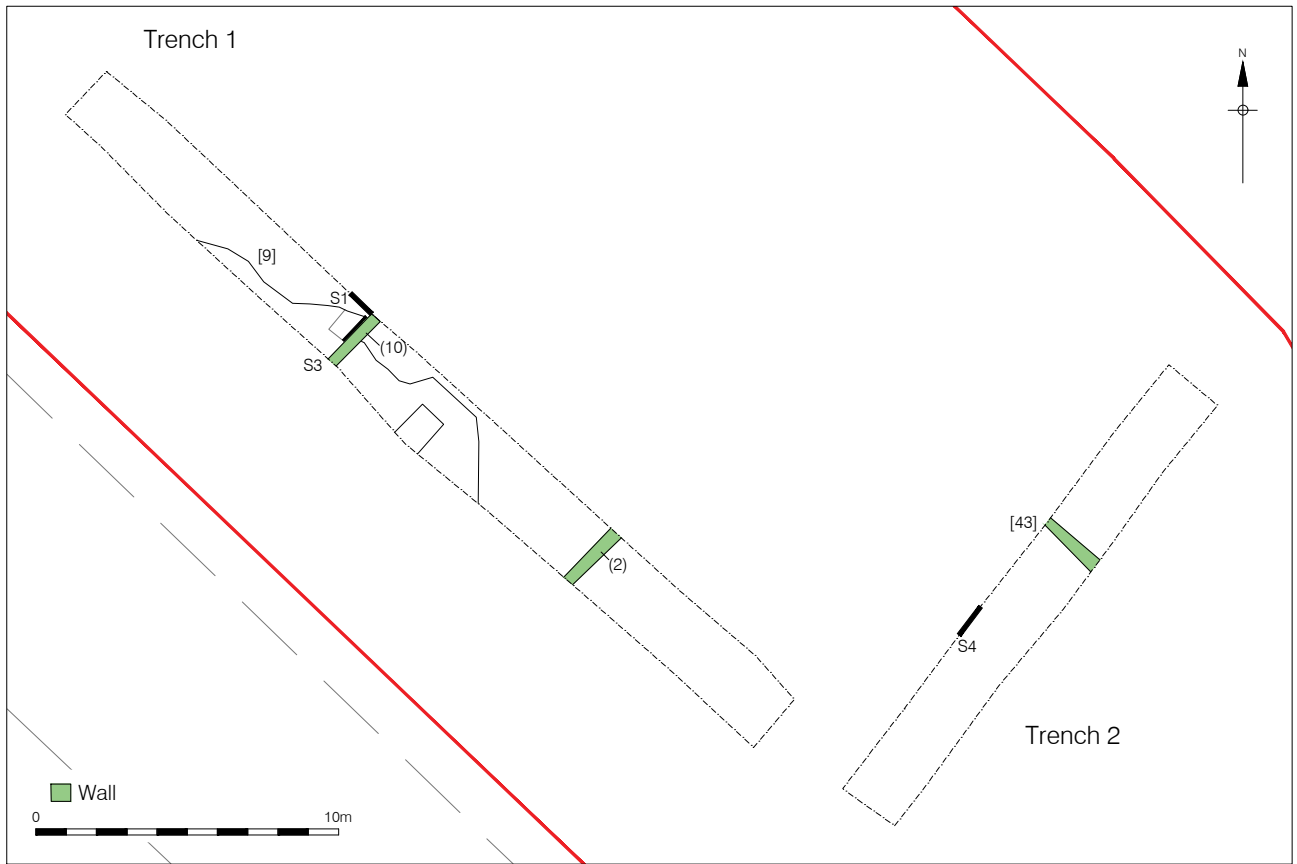 Trench 1
N
[9]
S1
(10)
S3
[43]
(2)
S4
Trench 2
Wall
0 10m